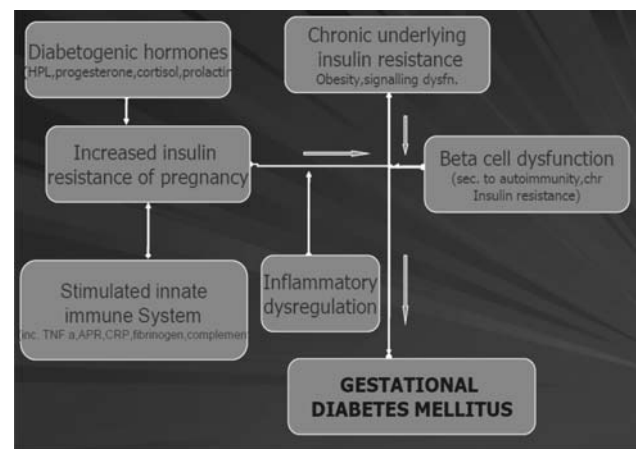 Diabetogenic hormones
(HPL,progesterone,cortisol,prolactin
Chronic underlying
insulin resistance
Obesity,signalling dysfn.
Increased insulin
resistance of pregnancy
Beta cell dysfunction
(sec. to autoimmunity,chr
Insulin resistance)
Stimulated innate
immune System
(inc. TNF a,APR,CRP,fibrinogen,complement
Inflammatory
dysregulation
GESTATIONAL
DIABETES MELLITUS